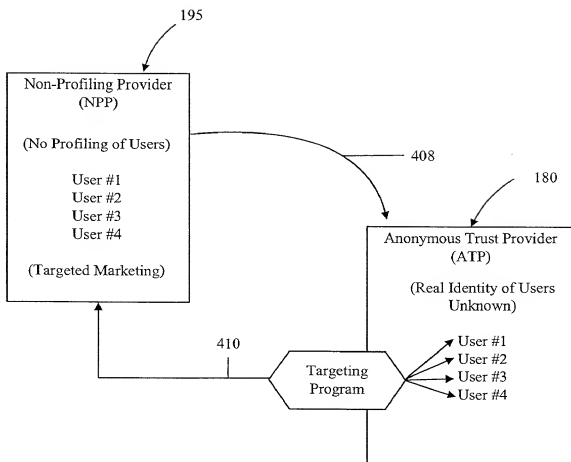 195
Non-Profiling Provider
(NPP)
(No Profiling of Users)
User #1
User #2
User #3
User #4
(Targeted Marketing)
408
180
Anonymous Trust Provider
(ATP)
(Real Identity of Users
Unknown)
410
Targeting
Program
User #1
User #2
User #3
User #4